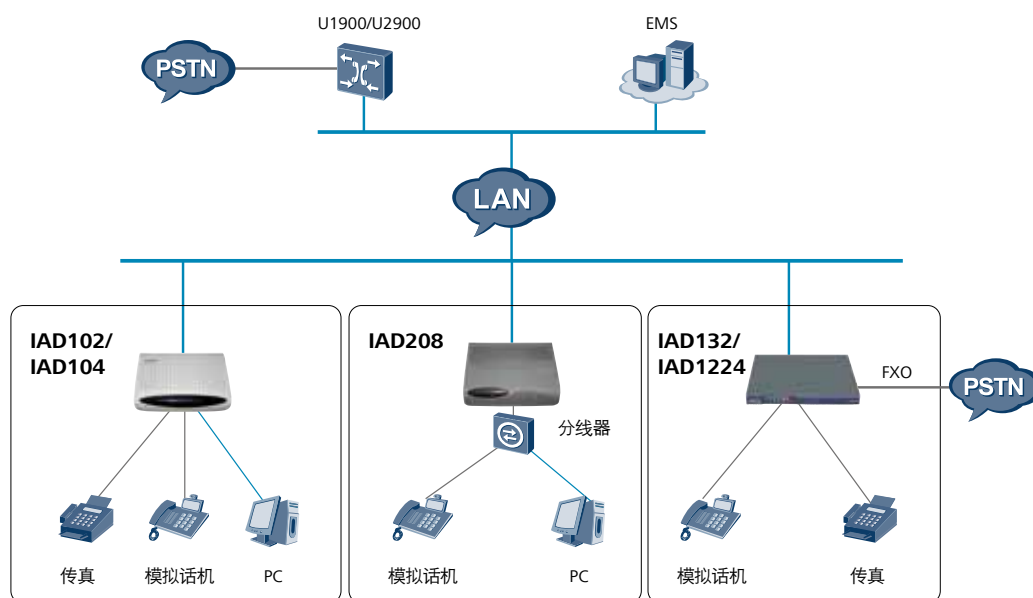 U1900/U2900
EMS
PSTN
LAN
IAD102/
IAD104
IAD208
IAD132/
IAD1224
FXO
PSTN
分线器
传真
模拟话机
PC
模拟话机
PC
模拟话机
传真